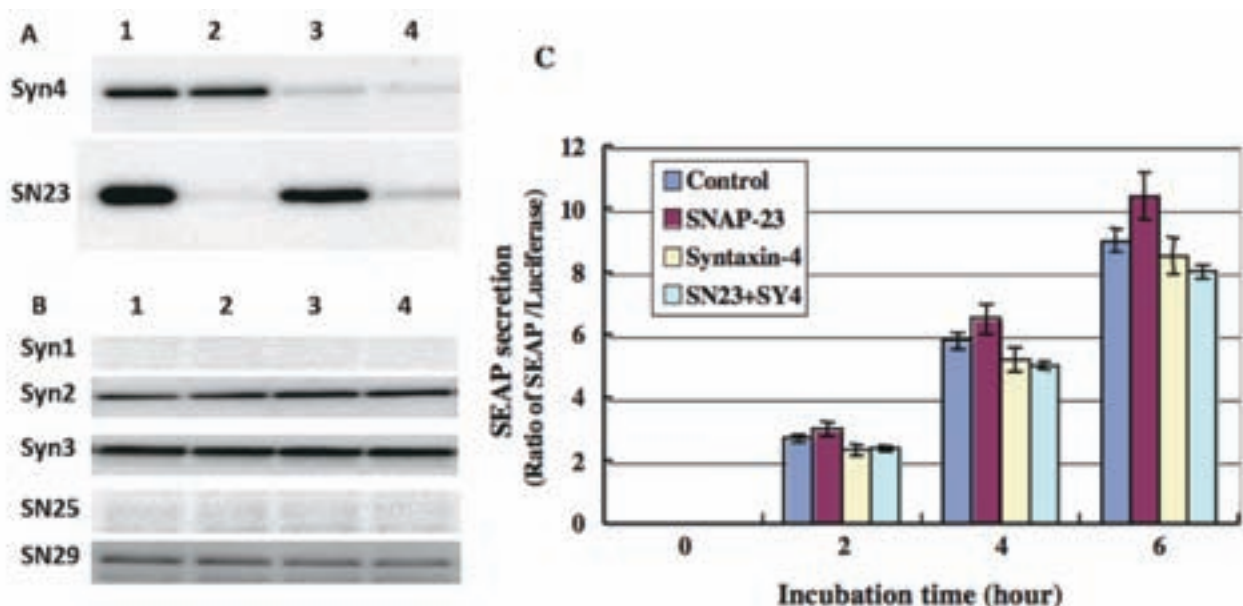 A
1 2 3 4
Syn4
SN23
B
1 2 3 4
Syn1
Syn2
Syn3
SN25
SN29
C
SEAP secretion
(Ratio of SEAP/Luciferase)
12
10
8
6
4
2
0
Control
SNAP-23
Syntaxin-4
SN23+SY4
0 2 4 6
Incubation time (hour)